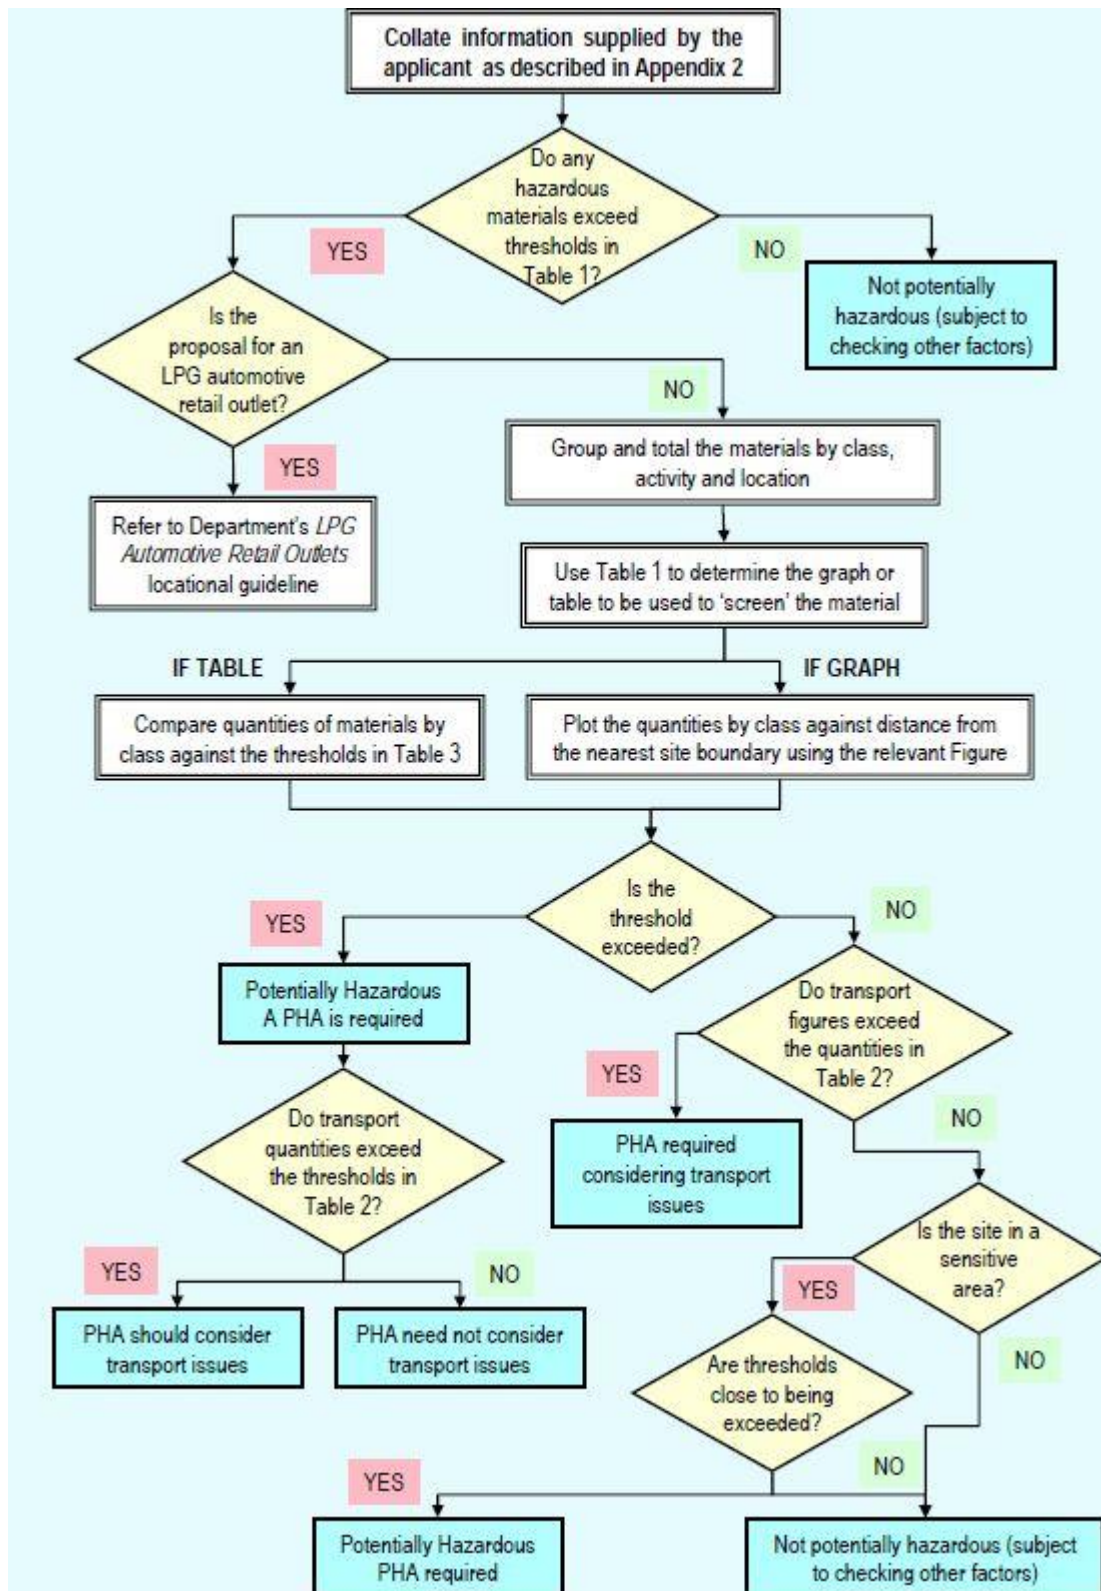 Collate information supplied by the
applicant as described in Appendix 2
Do any
hazardous
materials exceed
thresholds in
Table 1?
YES
NO
Not potentially
hazardous (subject to
checking other factors)
Is the
proposal for an
LPG automotive
retail outlet?
NO
YES
Group and total the materials by class,
activity and location
Refer to Department's LPG
Automotive Retail Outlets
locational guideline
Use Table 1 to determine the graph or
table to be used to 'screen' the material
IF TABLE
IF GRAPH
Compare quantities of materials by
class against the thresholds in Table 3
Plot the quantities by class against distance from
the nearest site boundary using the relevant Figure
Is the
threshold
exceeded?
YES
NO
Potentially Hazardous
A PHA is required
Do transport
figures exceed
the quantities in
Table 2?
YES
NO
Do transport
quantities exceed
the thresholds in
Table 2?
PHA required
considering transport
issues
Is the site in a
sensitive
area?
YES
NO
YES
NO
PHA should consider
transport issues
PHA need not consider
transport issues
Are thresholds
close to being
exceeded?
YES
NO
Potentially Hazardous
PHA required
Not potentially hazardous (subject
to checking other factors)